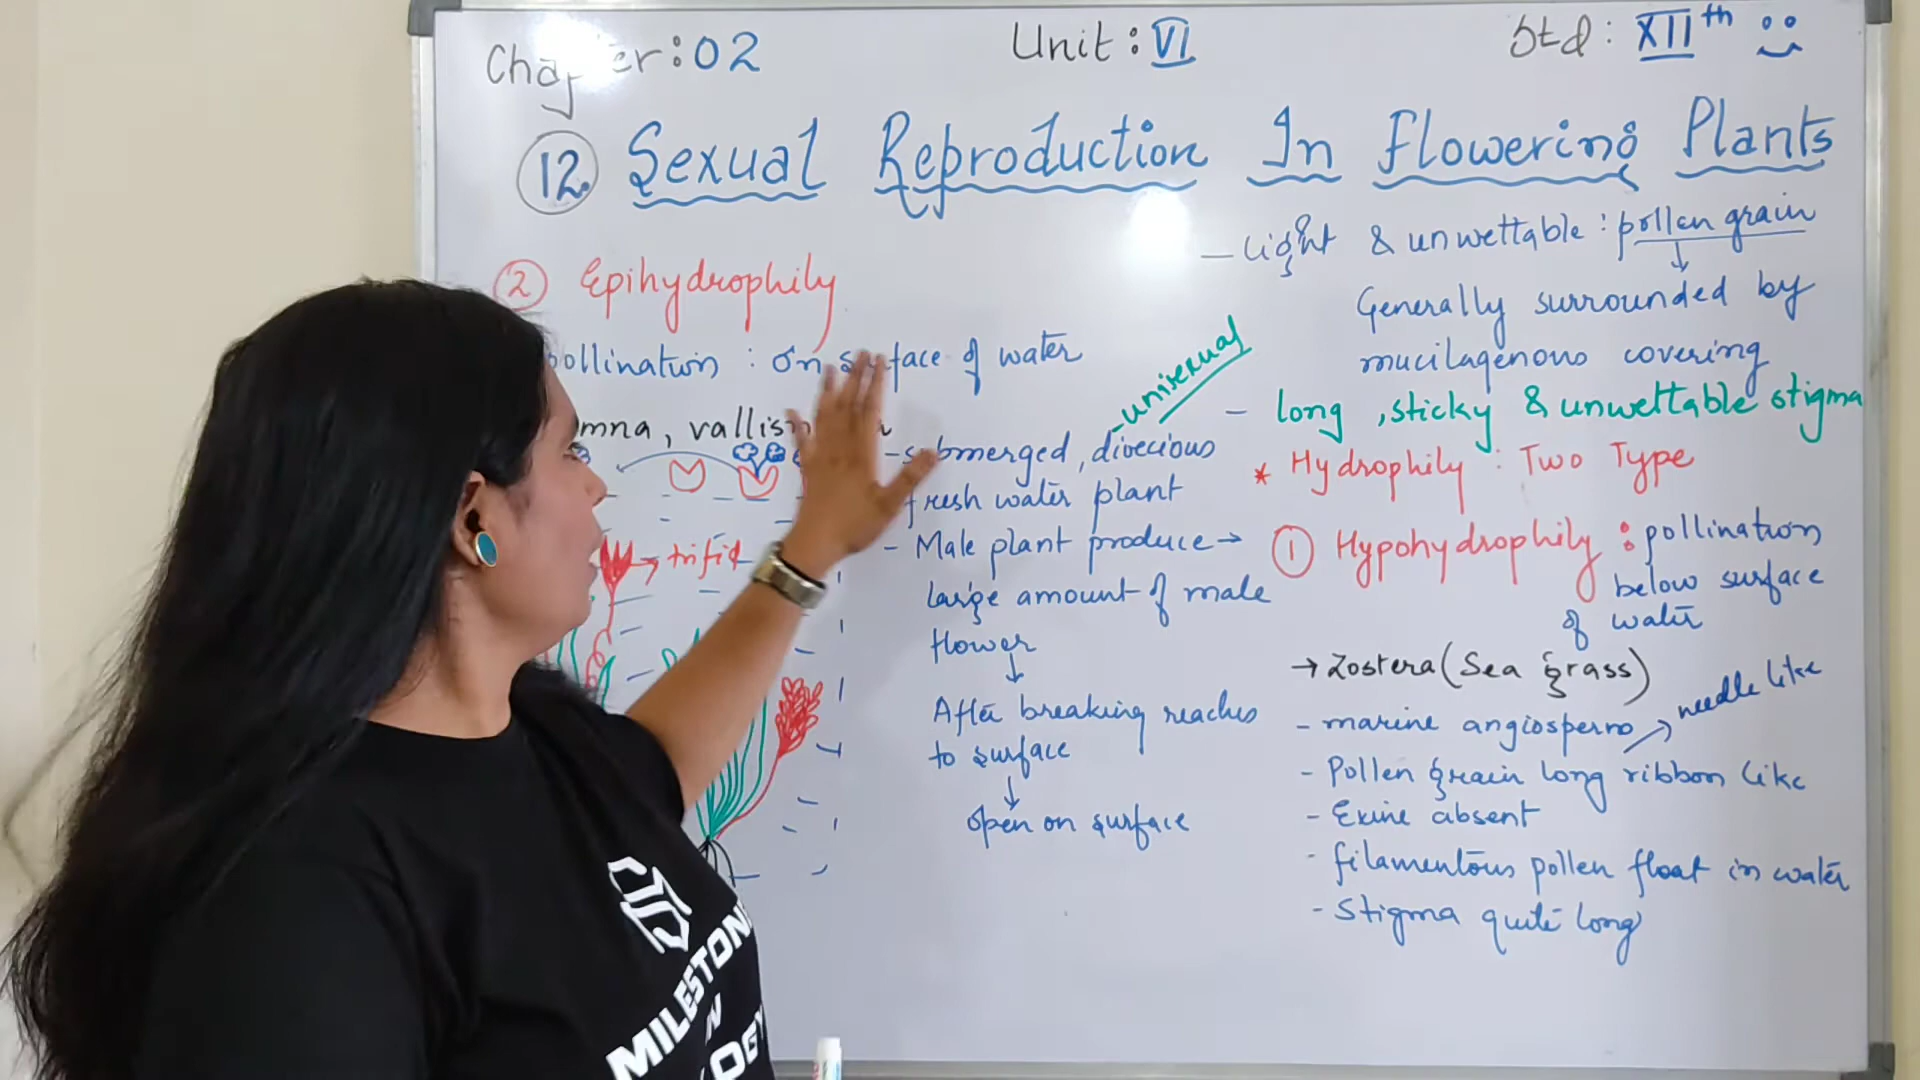 Chapter:02
Unit: VI
Std: XIIth
12. Sexual Reproduction In Flowering Plants
- Light & unwettable: pollen grain
Generally surrounded by
mucilagenous covering
- long, sticky & unwettable stigma
* Hydrophily: Two Type
① Hypohydrophily: pollination
below surface
of water
→ Zostera (Sea grass)
- marine angiosperm
needle like
- Pollen grain long ribbon like
- Exine absent
- filamentous pollen float in water
- Stigma quite long
② Epihydrophily
pollination: on surface of water
- unisexual
- submerged, dioecious
fresh water plant
→ trifid
- Male plant produce →
large amount of male
flower
After breaking reaches
to surface
open on surface
MILESTONE